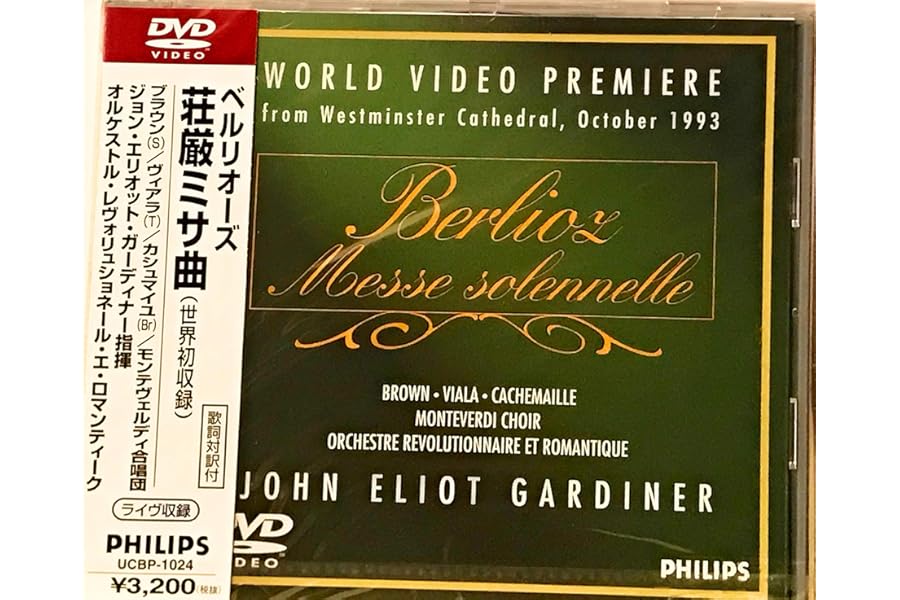 DVD
VIDEO
ベルリオーズ
荘厳ミサ曲(世界初収録)
ブラウン(S)/ヴィアラ(T)/カシュマイユ(Br)/モンテヴェルディ合唱団
ジョン・エリオット・ガーディナー指揮
オルケストル・レヴォリュショネール・エ・ロマンティーク
歌詞対訳付
ライヴ収録
PHILIPS
UCBP-1024
¥3,200(税抜)
WORLD VIDEO PREMIERE
from Westminster Cathedral, October 1993
Berlioz
Messe solennelle
BROWN・VIALA・CACHEMAILLE
MONTEVERDI CHOIR
ORCHESTRE REVOLUTIONNAIRE ET ROMANTIQUE
JOHN ELIOT GARDINER
DVD
VIDEO
PHILIPS